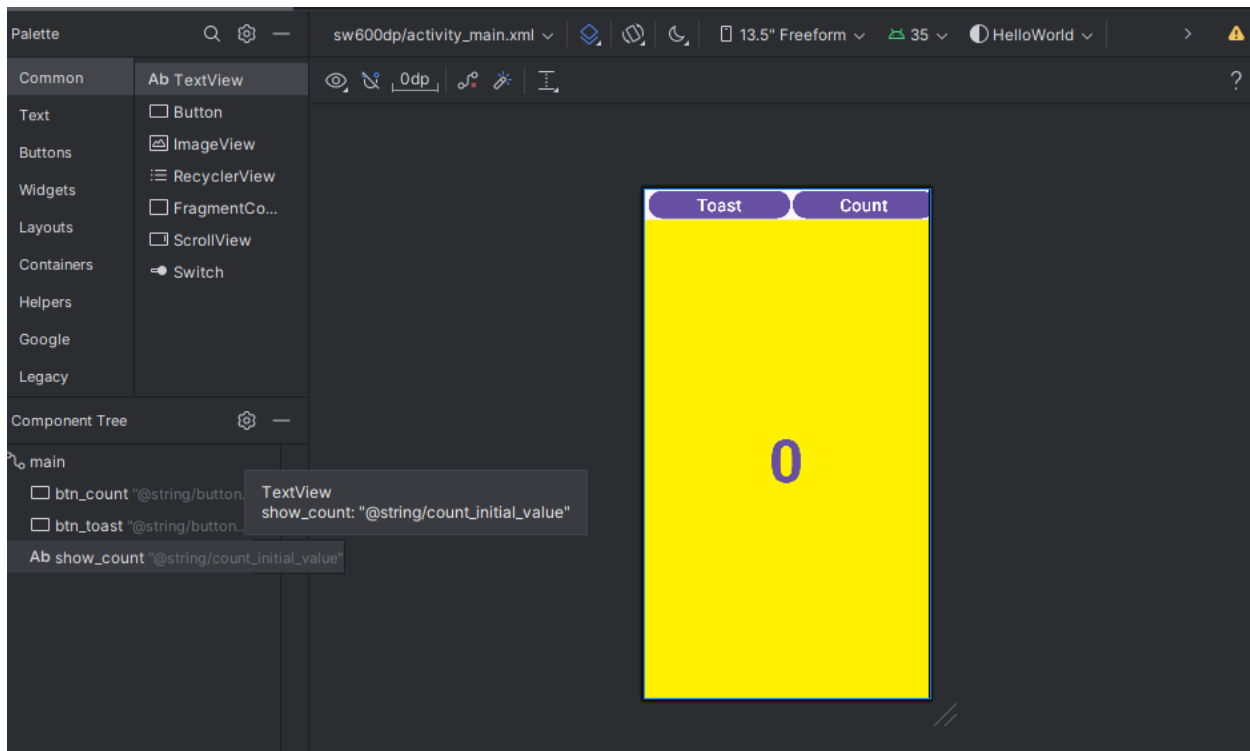 Palette
sw600dp/activity_main.xml
13.5" Freeform
35
HelloWorld
Common
Text
Buttons
Widgets
Layouts
Containers
Helpers
Google
Legacy
Ab TextView
Button
ImageView
RecyclerView
FragmentCo...
ScrollView
Switch
0dp
?
Toast
Count
0
Component Tree
main
btn_count "@string/button...
btn_toast "@string/button...
Ab show_count "@string/count_initial_value"
TextView
show_count: "@string/count_initial_value"